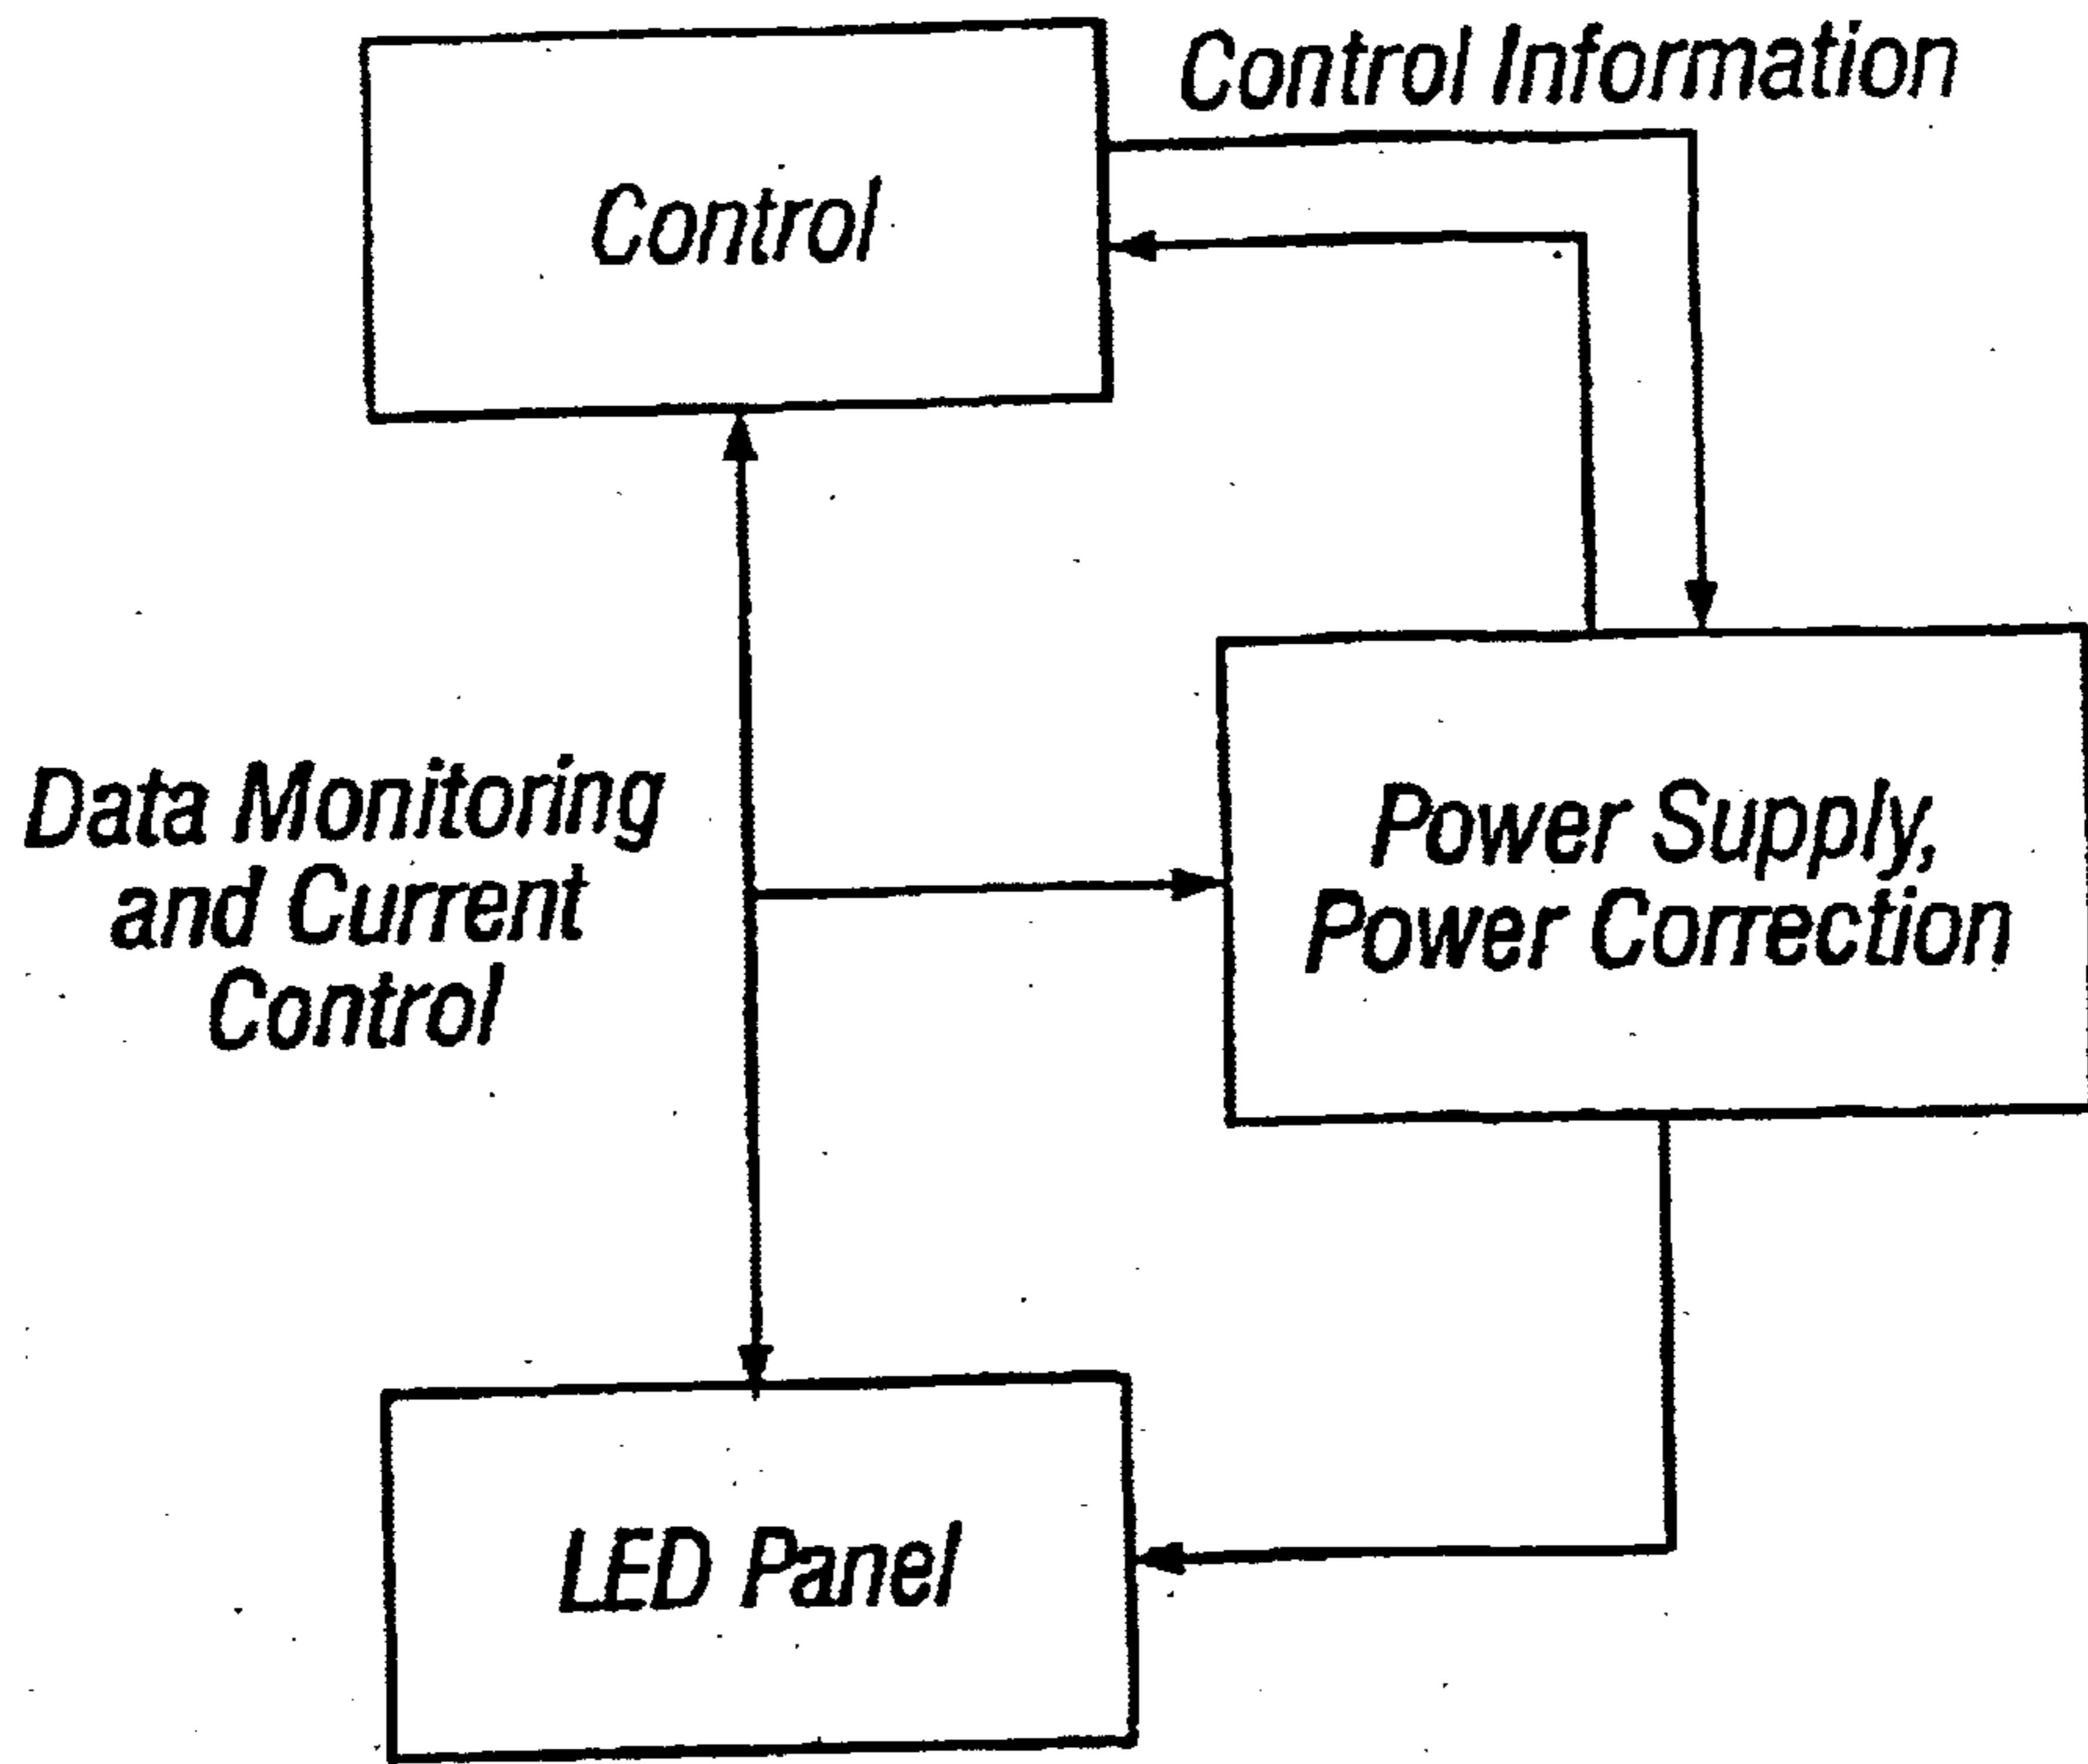 Control Information
Control
Data Monitoring
and Current
Control
Power Supply,
Power Correction
LED Panel